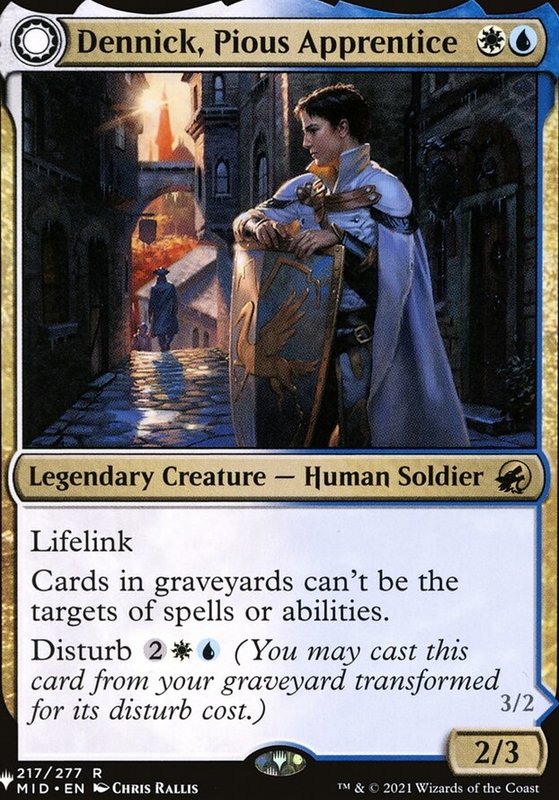 Dennick, Pious Apprentice
Legendary Creature — Human Soldier
Lifelink
Cards in graveyards can't be the
targets of spells or abilities.
Disturb 2 (You may cast this
card from your graveyard transformed
for its disturb cost.)
3/2
2/3
217/277 R
MID • EN Chris Rallis
™ & © 2021 Wizards of the Coast